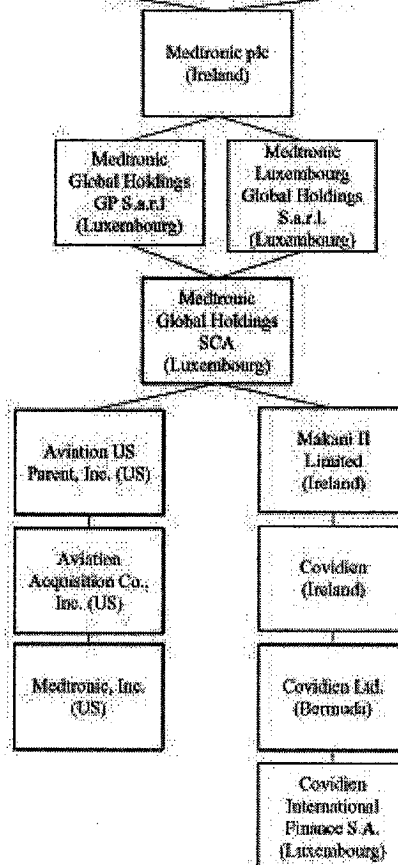 Medtronic plc
(Ireland)
Medtronic
Global Holdings
GP S.a.r.l
(Luxembourg)
Medtronic
Luxembourg
Global Holdings
S.a.r.l.
(Luxembourg)
Medtronic
Global Holdings
SCA
(Luxembourg)
Aviation US
Parent, Inc. (US)
Makani II
Limited
(Ireland)
Aviation
Acquisition Co.,
Inc. (US)
Covidien
(Ireland)
Medtronic, Inc.
(US)
Covidien Ltd.
(Bermuda)
Covidien
International
Finance S.A.
(Luxembourg)